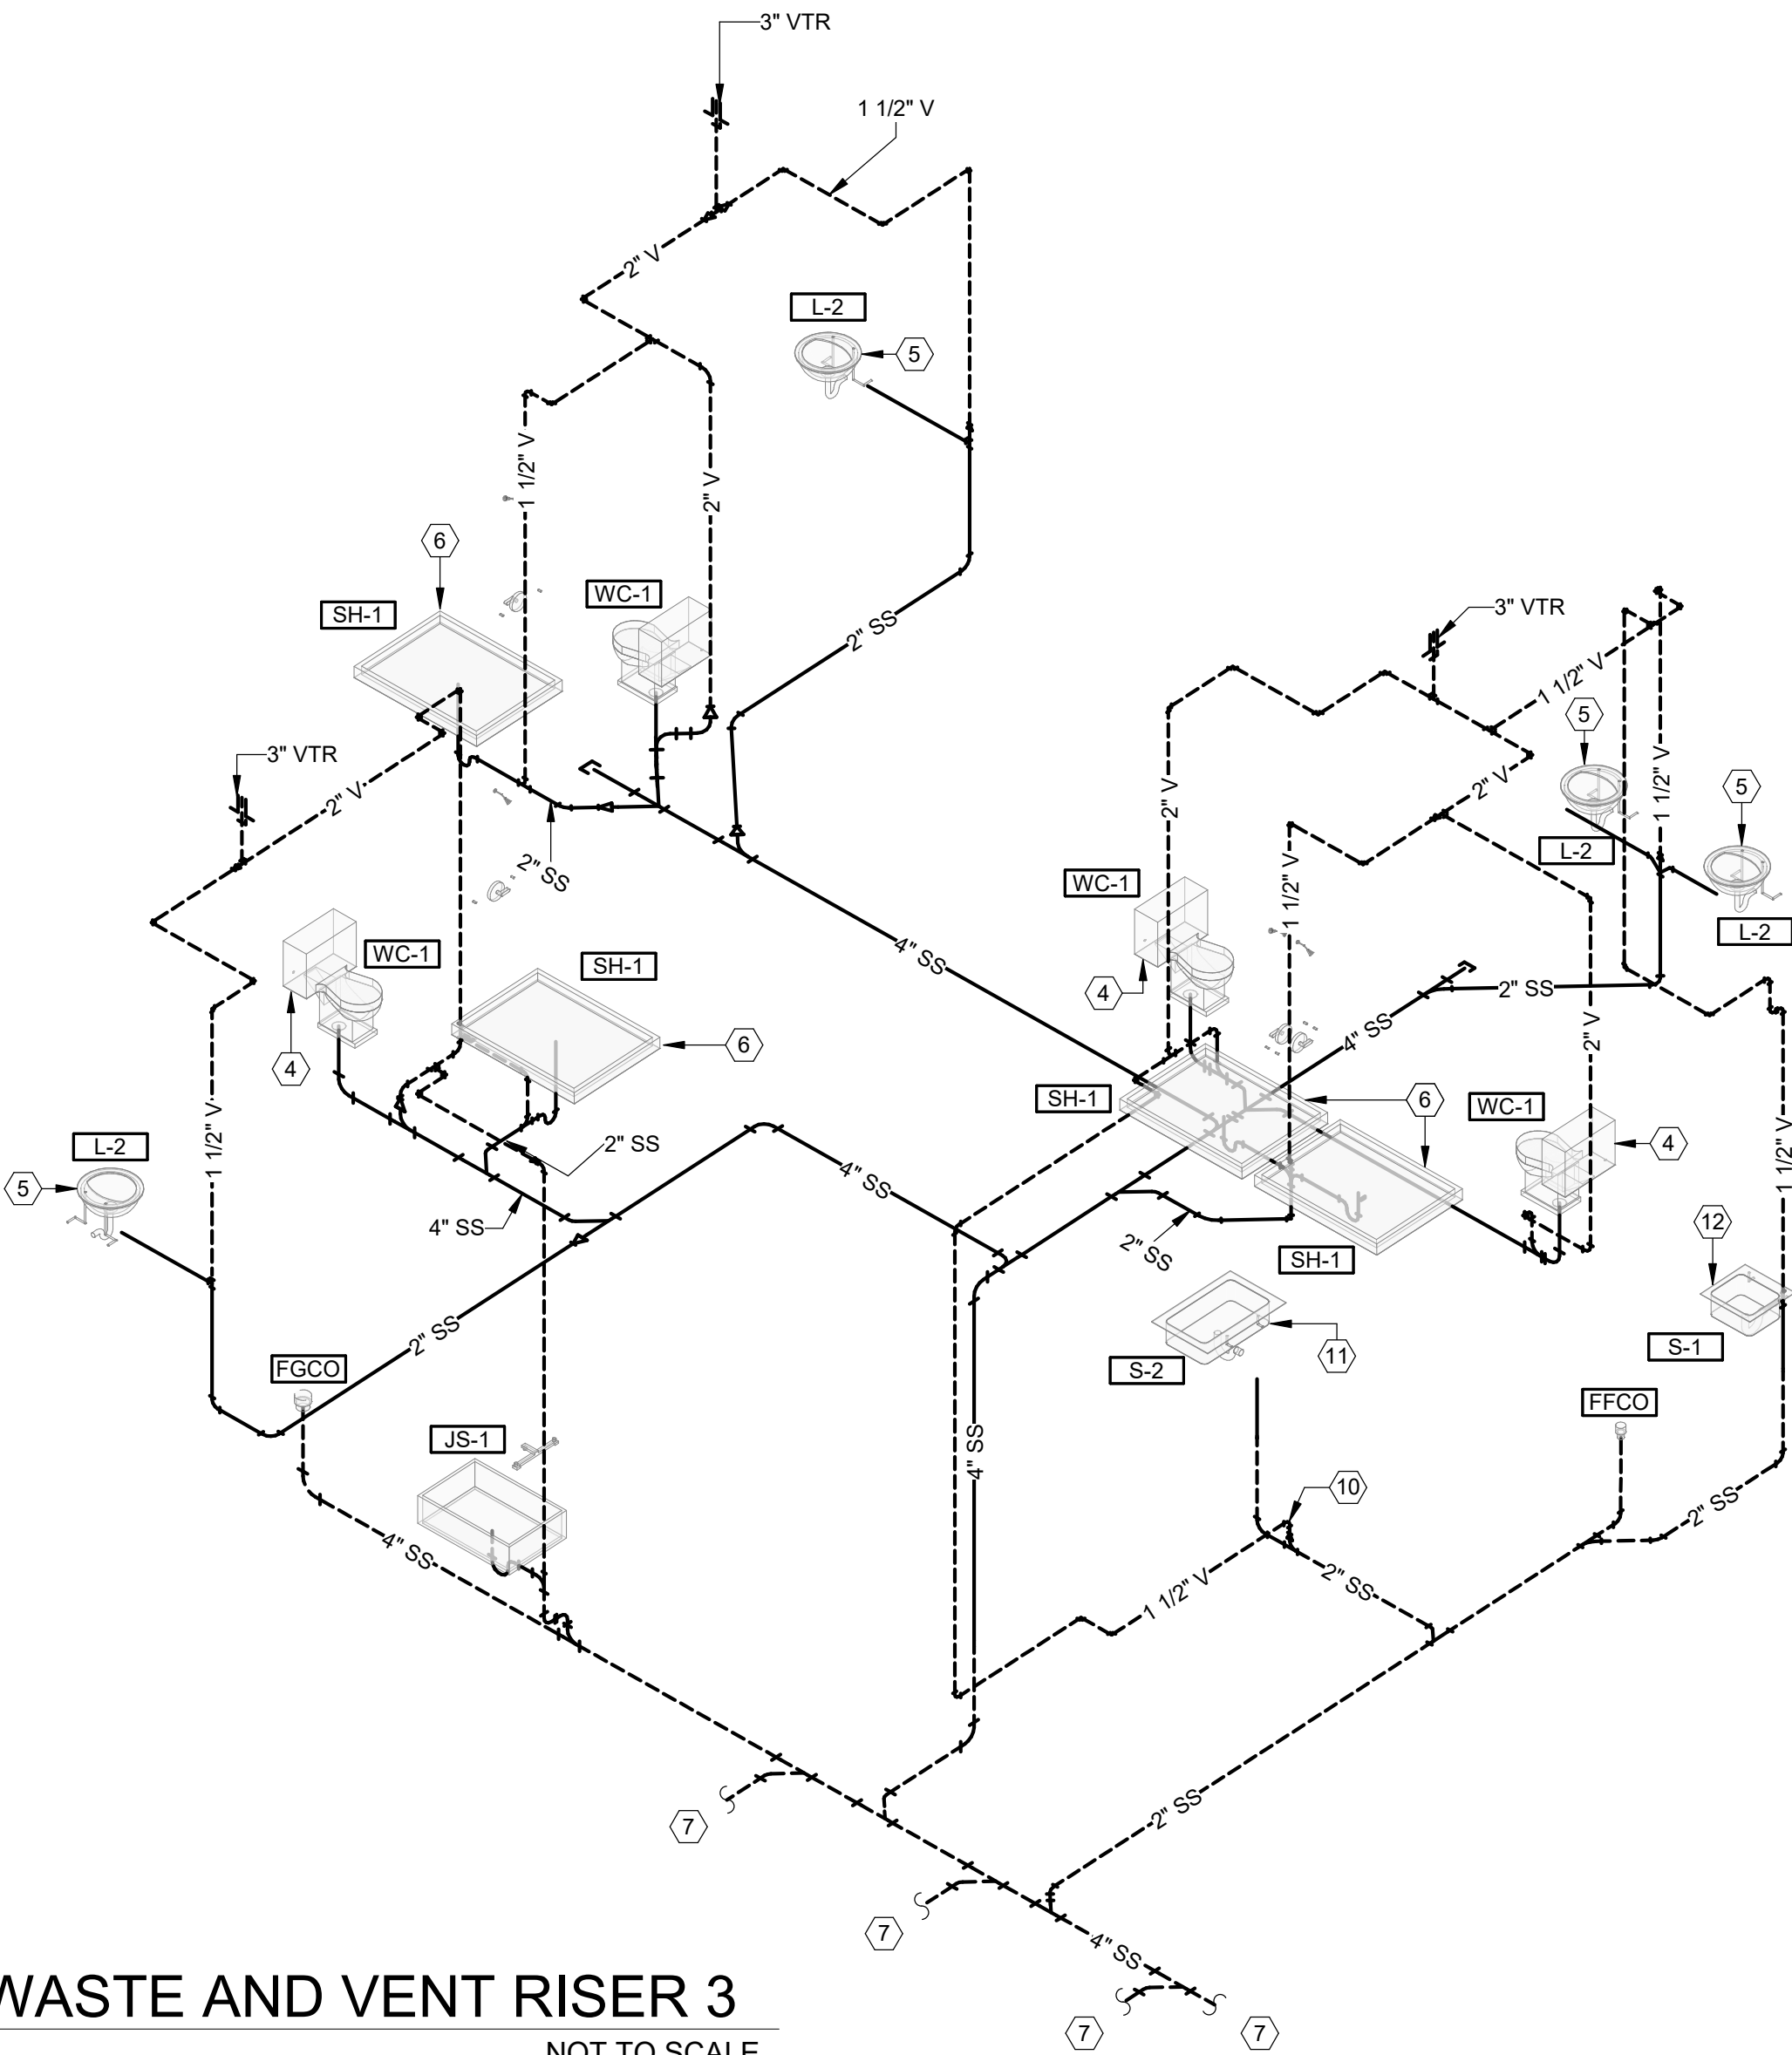 3" VTR
1 1/2" V
2" V
L-2
5
1 1/2" V
2" V
6
WC-1
SH-1
2" SS
3" VTR
1 1/2" V
5
3" VTR
2" V
2" V
2" V
1 1/2" V
5
L-2
2" SS
1 1/2" V
WC-1
L-2
WC-1
SH-1
4" SS
4
2" SS
4" SS
2" V
4
6
SH-1
6
WC-1
1 1/2" V
L-2
2" SS
4
5
4" SS
1 1/2" V
4" SS
2" SS
12
SH-1
2" SS
11
S-1
FGCO
S-2
FFCO
JS-1
4" SS
10
2" SS
4" SS
2" SS
1 1/2" V
2" SS
7
7
4" SS
WASTE AND VENT RISER 3
7
7
NOT TO SCALE